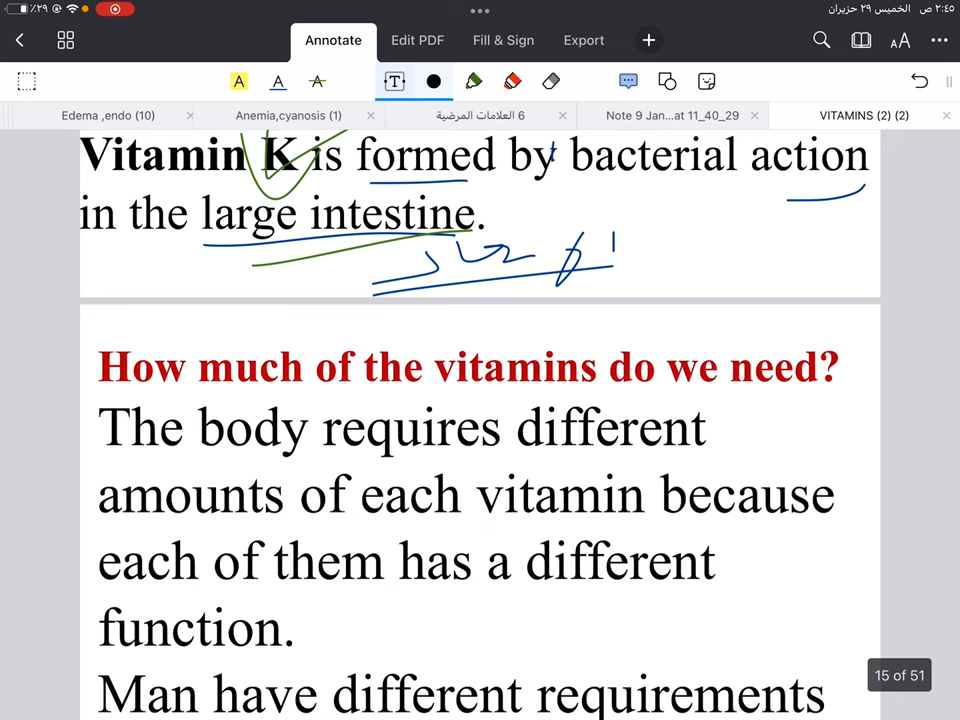 ٢:٤٥ ص الخميس ٢٩ حزيران
٪٢٩
Annotate
Edit PDF
Fill & Sign
Export
Edema ,endo (10)
Anemia,cyanosis (1)
6 العلامات المرضية
Note 9 Jan...at 11_40_29
VITAMINS (2) (2)
Vitamin K is formed by bacterial action
in the large intestine.
How much of the vitamins do we need?
The body requires different
amounts of each vitamin because
each of them has a different
function.
Man have different requirements
15 of 51